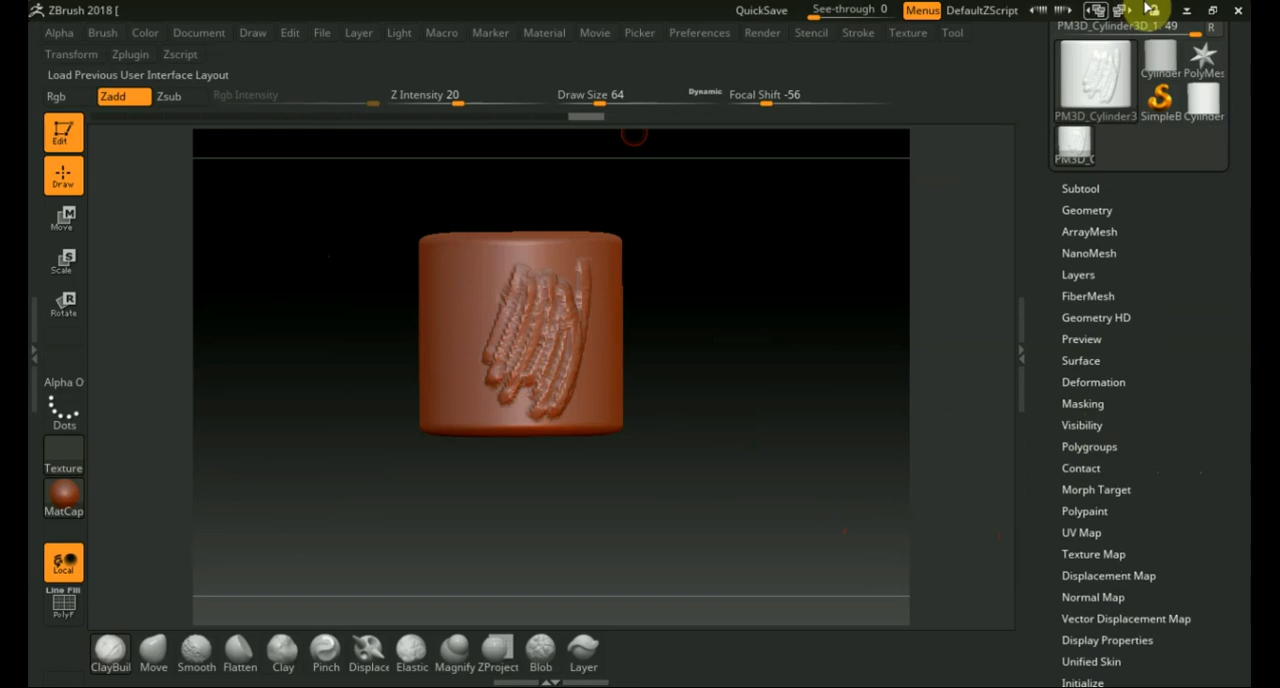 ZBrush 2018 [
QuickSave
See-through 0
Menus
DefaultZScript
Alpha Brush Color Document Draw Edit File Layer Light Macro Marker Material Movie Picker Preferences Render Stencil Stroke Texture Tool
Transform Zplugin Zscript
Load Previous User Interface Layout
Rgb Zadd Zsub Rgb Intensity Z Intensity 20 Draw Size 64 Dynamic Focal Shift -56
Edit
Draw
M
Move
Scale
R
Rotate
Alpha O
Dots
Texture
MatCap
Local
Line Fill
PolyF
PM3D_Cylinder3D_1: 49
R
Cylinder PolyMes
PM3D_Cylinder3 SimpleB Cylinder
PM3D_C
Subtool
Geometry
ArrayMesh
NanoMesh
Layers
FiberMesh
Geometry HD
Preview
Surface
Deformation
Masking
Visibility
Polygroups
Contact
Morph Target
Polypaint
UV Map
Texture Map
Displacement Map
Normal Map
Vector Displacement Map
Display Properties
Unified Skin
Initialize
ClayBuil Move Smooth Flatten Clay Pinch Displace Elastic Magnify ZProject Blob Layer